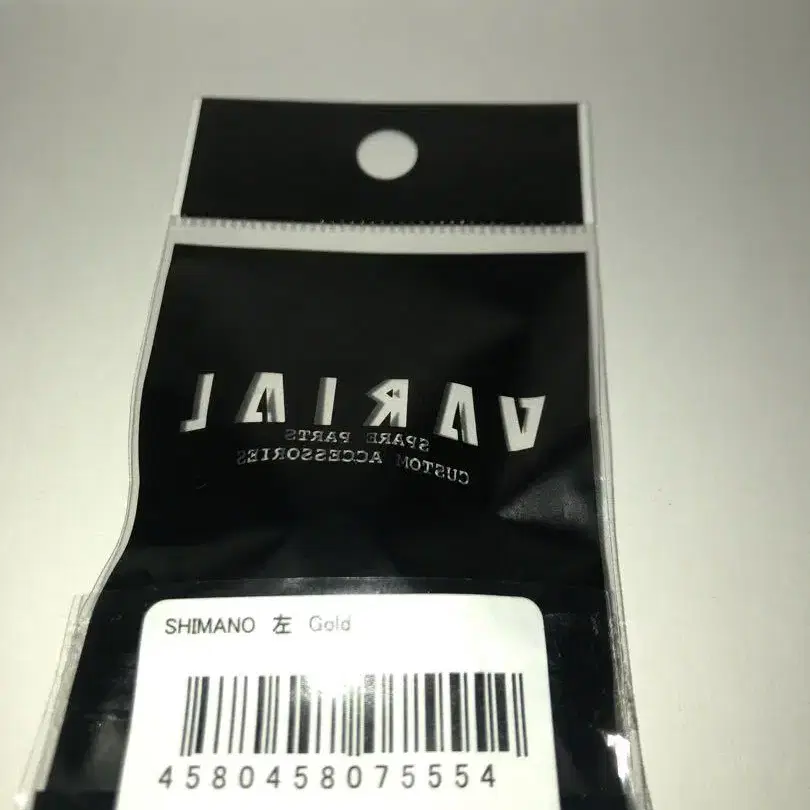 VARIAL
SPARE PARTS
CUSTOM ACCESSORIES
SHIMANO 左 Gold
4580458075554